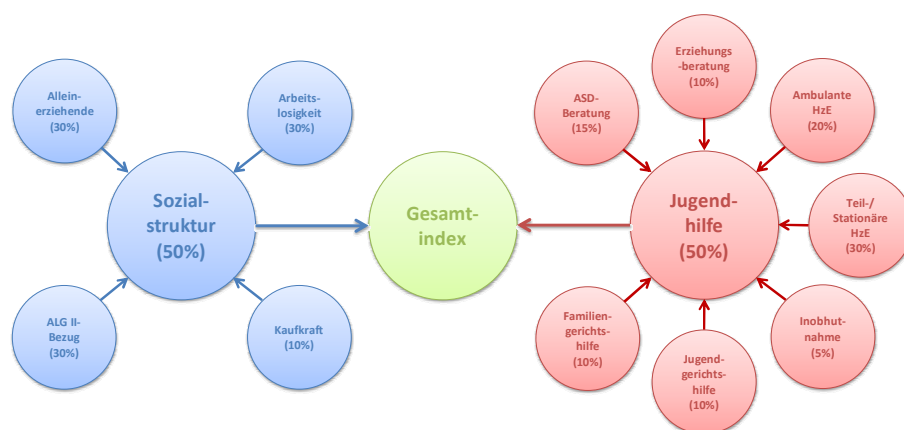 Allein-
erziehende
(30%)
Arbeits-
losigkeit
(30%)
Sozial-
struktur
(50%)
ALG II-
Bezug
(30%)
Kaufkraft
(10%)
Gesamt-
index
Erziehungs
-beratung
(10%)
ASD-
Beratung
(15%)
Ambulante
HzE
(20%)
Jugend-
hilfe
(50%)
Teil-/
Stationäre
HzE
(30%)
Familien-
gerichts-
hilfe
(10%)
Jugend-
gerichts-
hilfe
(10%)
Inobhut-
nahme
(5%)